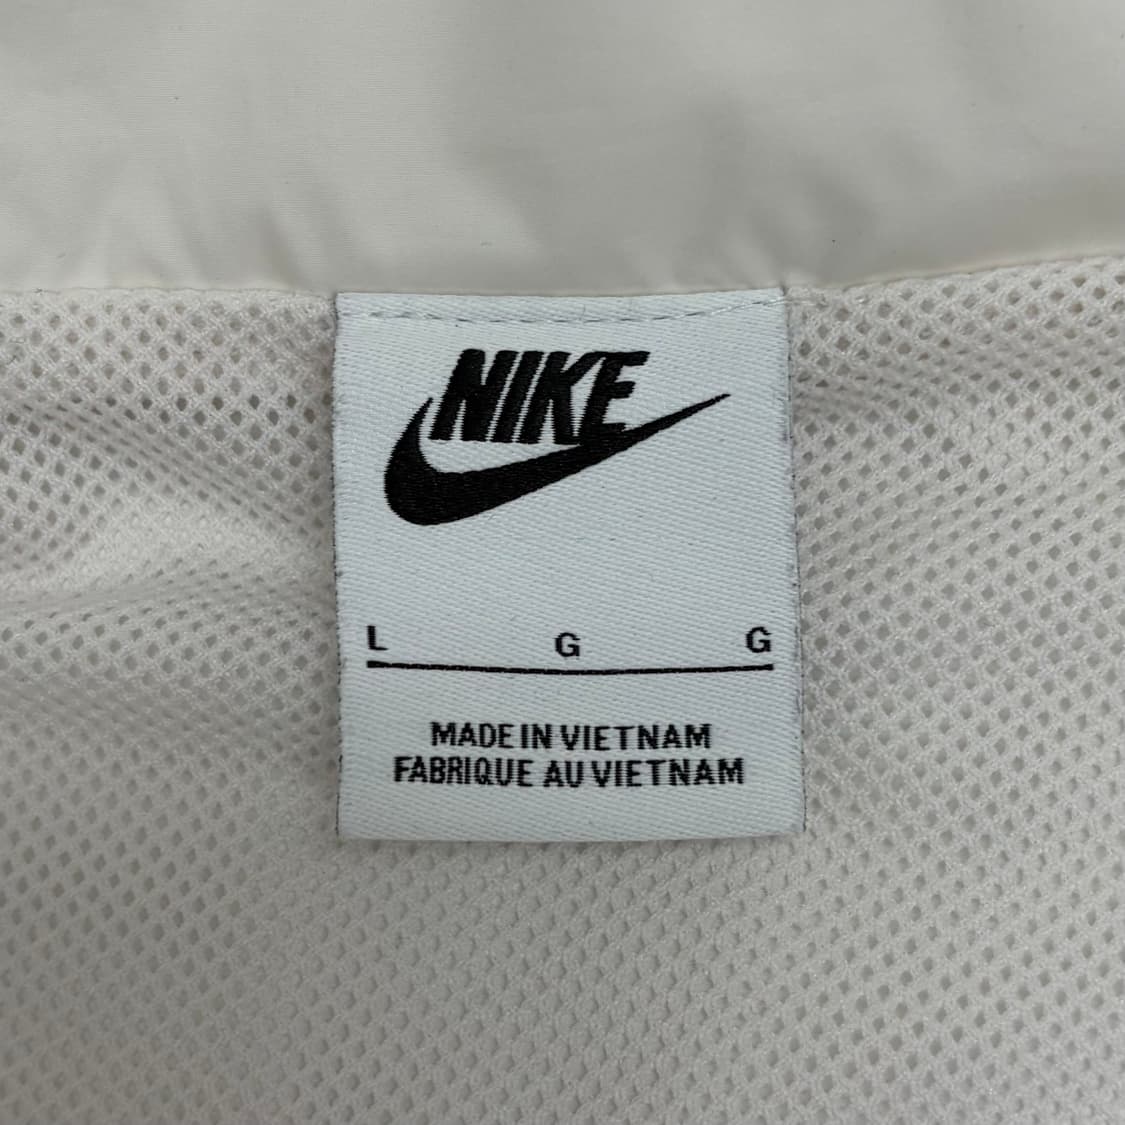 NIKE
L G G
MADE IN VIETNAM
FABRIQUE AU VIETNAM